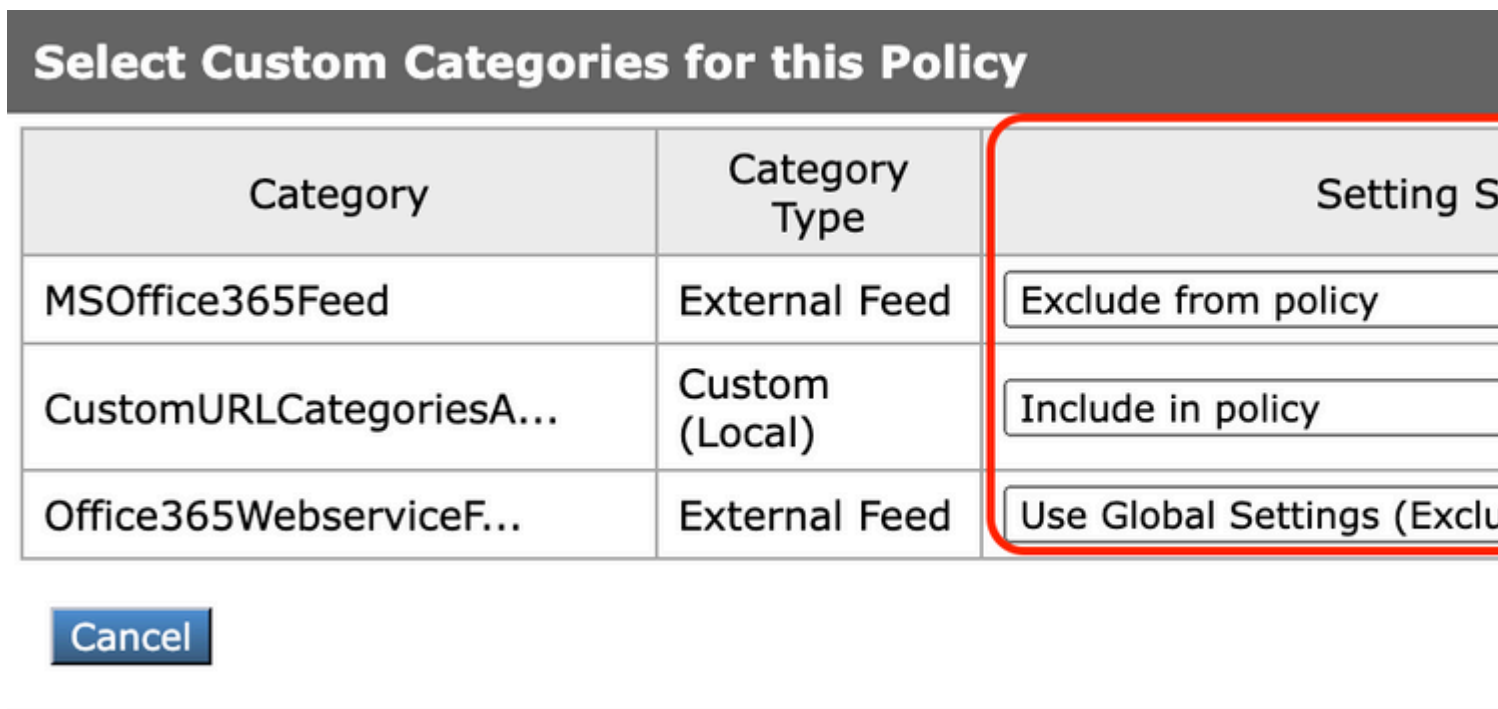 Select Custom Categories for this Policy
Category
Category
Type
Setting S
MSOffice365Feed
External Feed
Exclude from policy
CustomURLCategoriesA...
Custom
(Local)
Include in policy
Office365WebserviceF...
External Feed
Use Global Settings (Exclu
Cancel